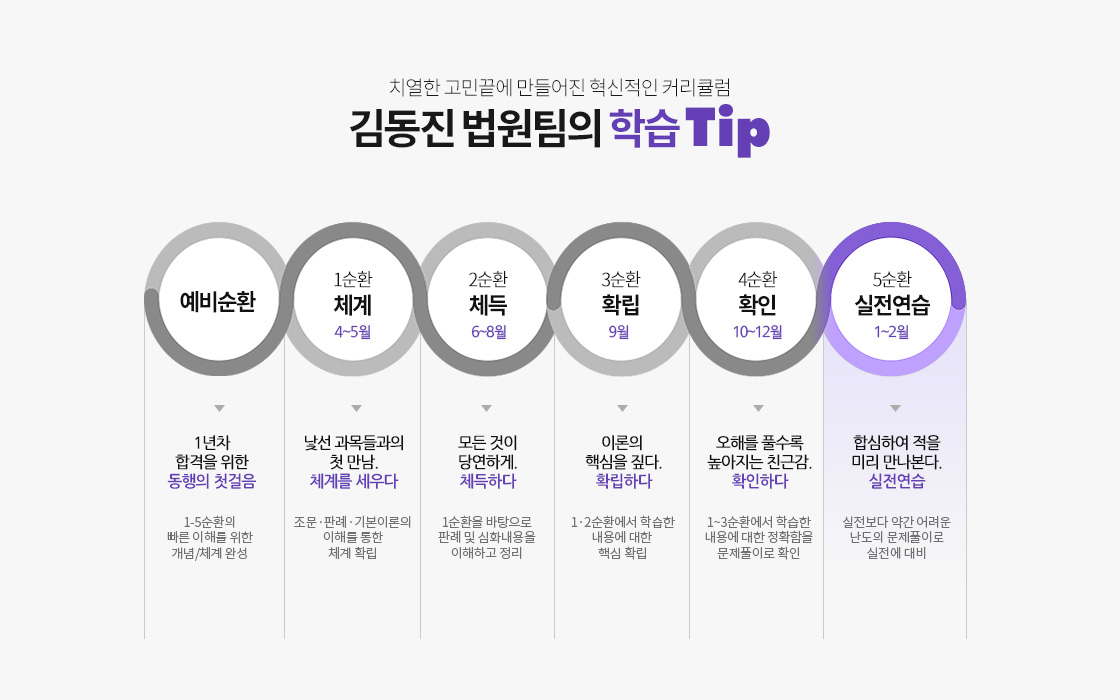 치열한 고민끝에 만들어진 혁신적인 커리큘럼
김동진 법원팀의 학습 Tip
예비순환
1순환
체계
4~5월
2순환
체득
6~8월
3순환
확립
9월
4순환
확인
10~12월
5순환
실전연습
1~2월
1년차
합격을 위한
동행의 첫걸음
1-5순환의
빠른 이해를 위한
개념/체계 완성
낯선 과목들과의
첫 만남.
체계를 세우다
조문·판례·기본이론의
이해를 통한
체계 확립
모든 것이
당연하게.
체득하다
1순환을 바탕으로
판례 및 심화내용을
이해하고 정리
이론의
핵심을 짚다.
확립하다
1·2순환에서 학습한
내용에 대한
핵심 확립
오해를 풀수록
높아지는 친근감.
확인하다
1~3순환에서 학습한
내용에 대한 정확함을
문제풀이로 확인
합심하여 적을
미리 만나본다.
실전연습
실전보다 약간 어려운
난도의 문제풀이로
실전에 대비